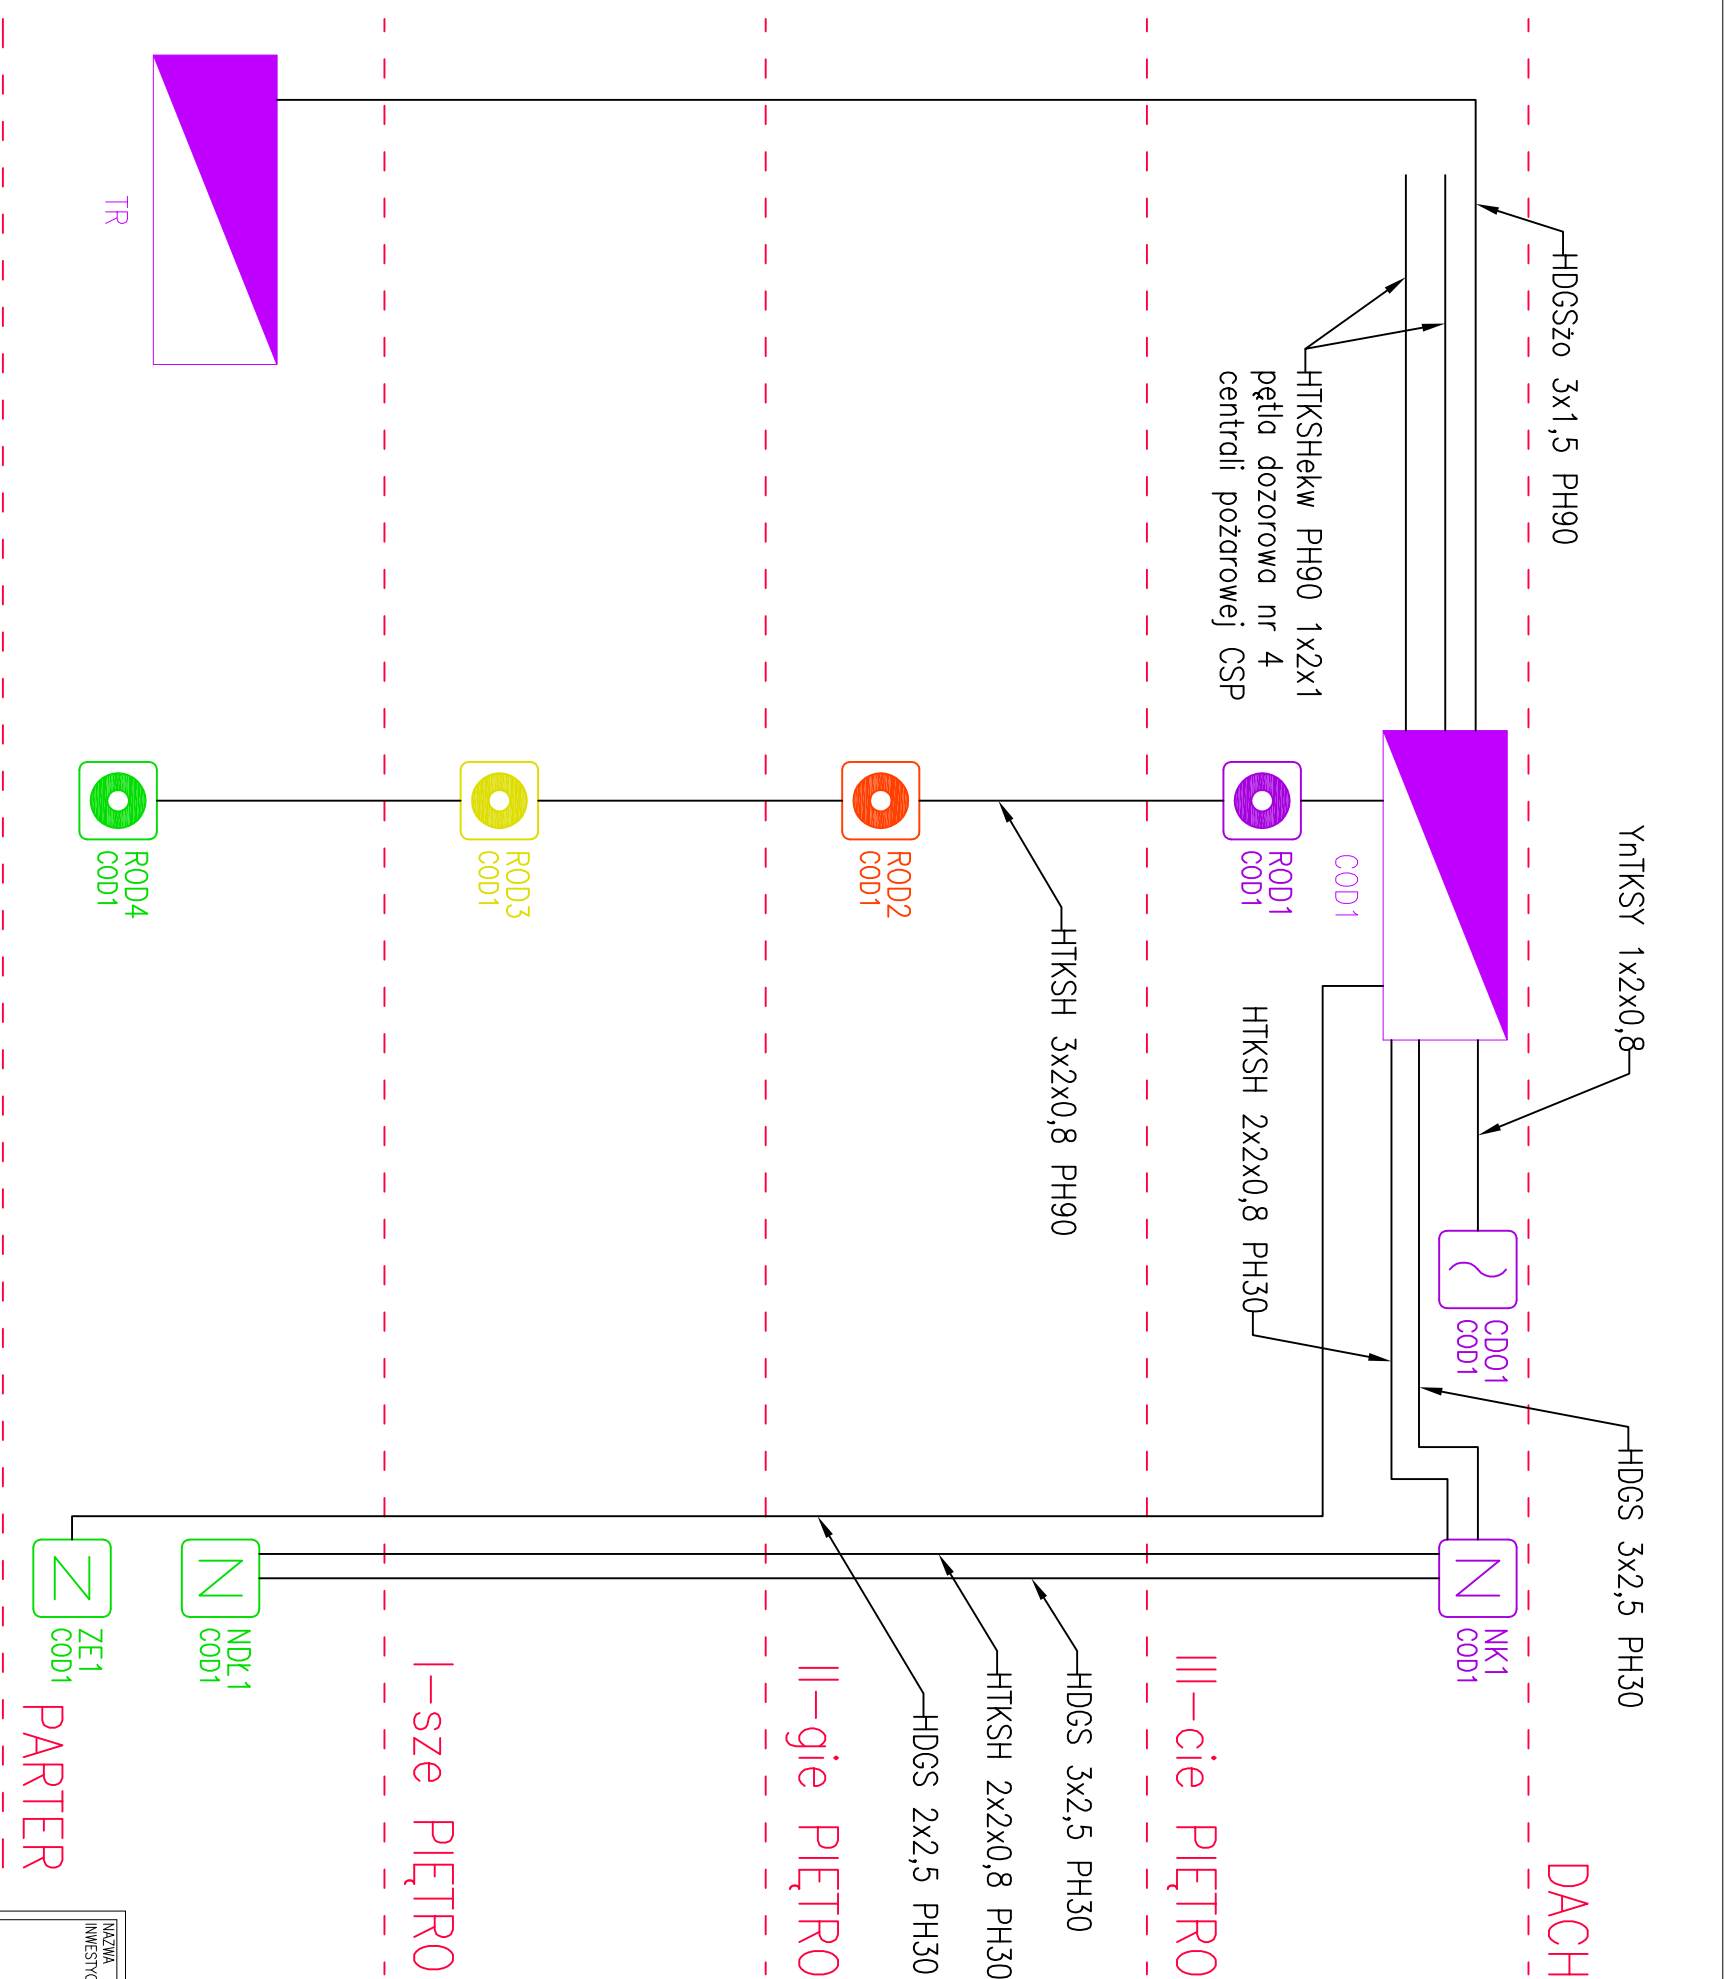 YnTKSY 1x2x0,8
HDGS 3x2,5 PH30
DACH
HDGSżo 3x1,5 PH90
CDO1
COD1
NK1
COD1
COD1
HTKSHekw PH90 1x2x1
pętla dozorowa nr 4
centrali pożarowej CSP
ROD1
COD1
HTKSH 2x2x0,8 PH30
III-cie PIĘTRO
HTKSH 3x2x0,8 PH90
HDGS 3x2,5 PH30
HTKSH 2x2x0,8 PH30
HDGS 2x2,5 PH30
ROD2
COD1
II-gie PIĘTRO
ROD3
COD1
I-sze PIĘTRO
N
N
NDŁ1
COD1
TR
ROD4
COD1
Z
ZE1
COD1
PARTER
NAZWA